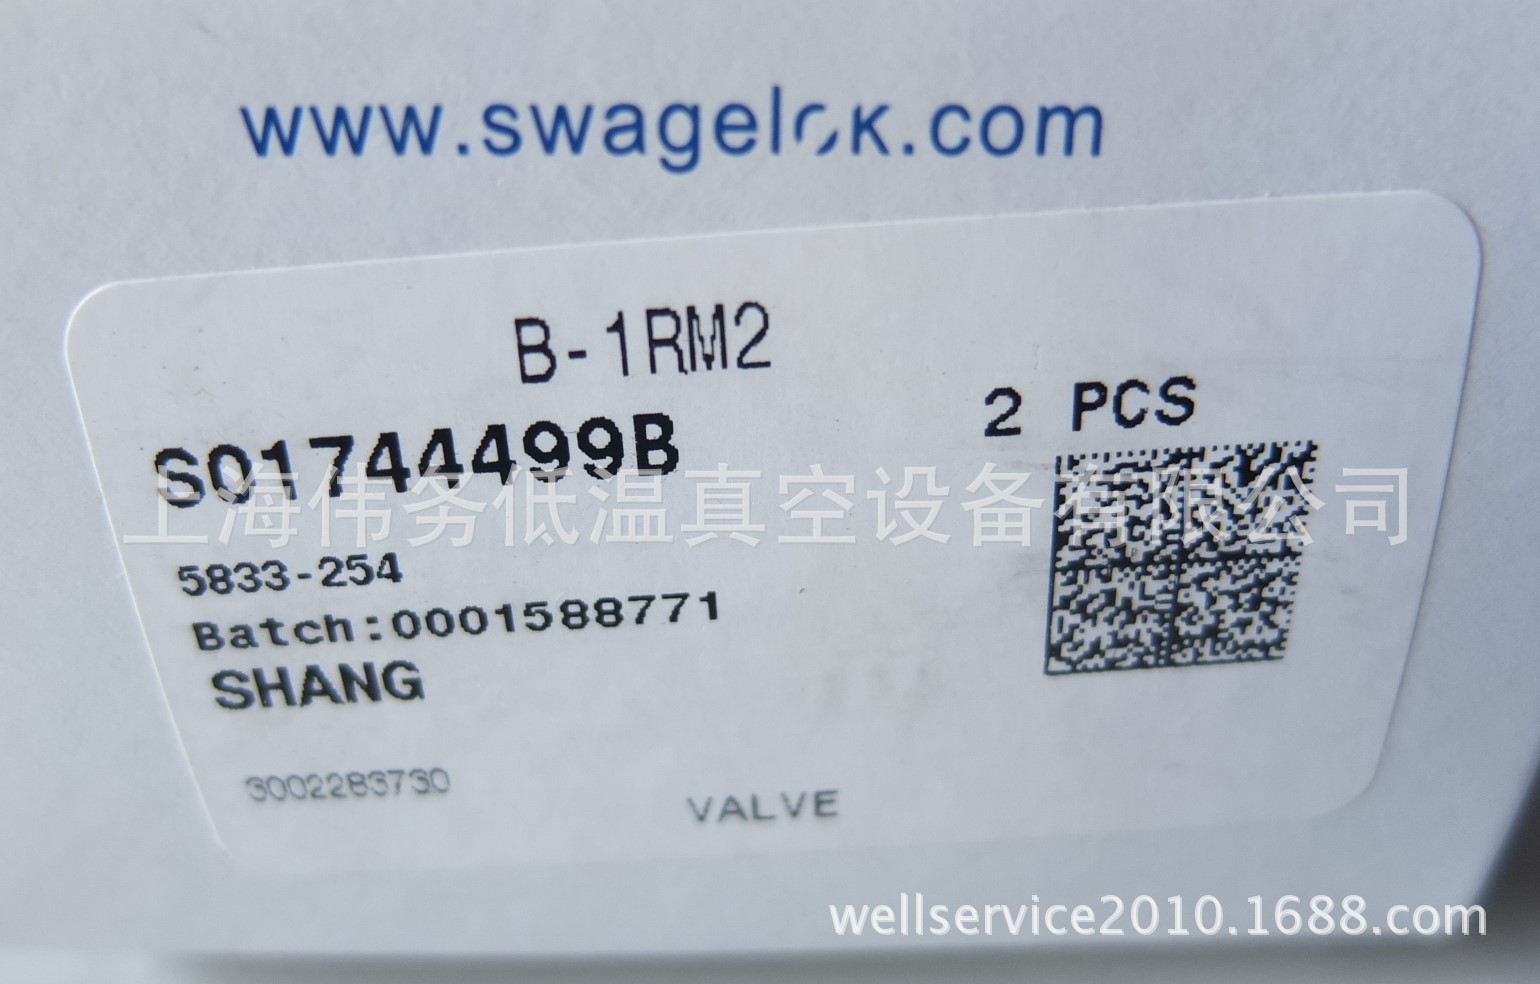 www.swagelok.com
B-1RM2
2 PCS
S01744499B
上海伟务低温真空设备有限公司
5833-254
Batch:0001588771
SHANG
3002283730
VALVE
wellservice2010.1688.com